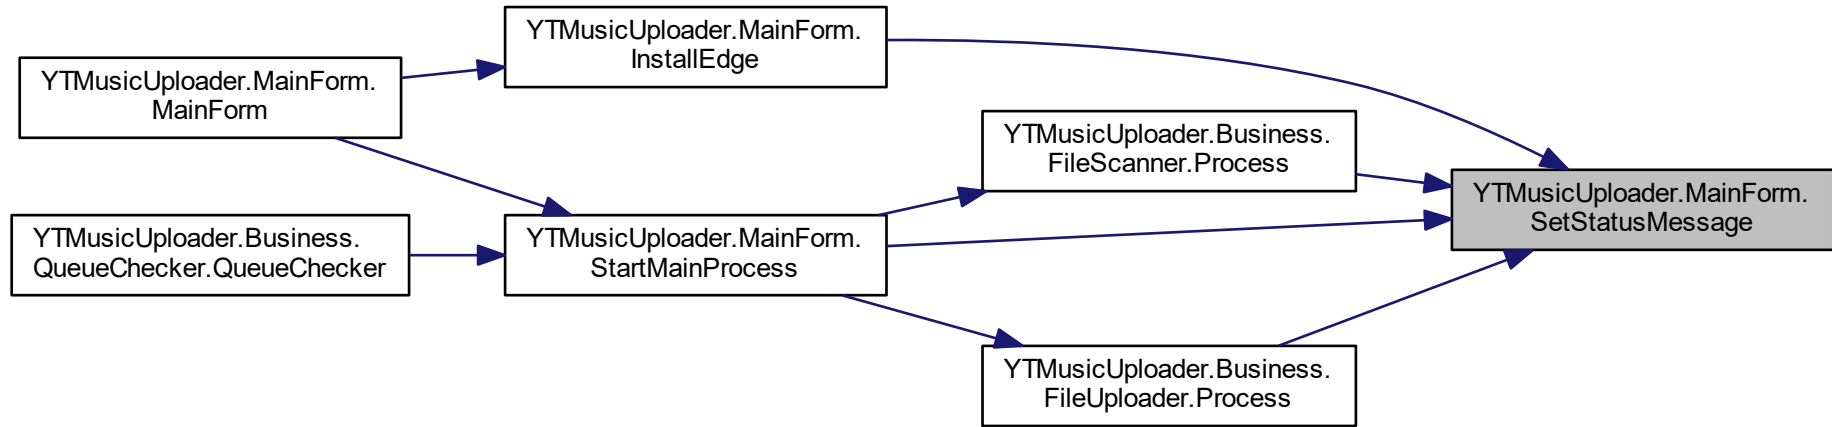 YTMusicUploader.MainForm.
MainForm
YTMusicUploader.Business.
QueueChecker.QueueChecker
YTMusicUploader.MainForm.
InstallEdge
YTMusicUploader.MainForm.
StartMainProcess
YTMusicUploader.Business.
FileScanner.Process
YTMusicUploader.Business.
FileUploader.Process
YTMusicUploader.MainForm.
SetStatusMessage